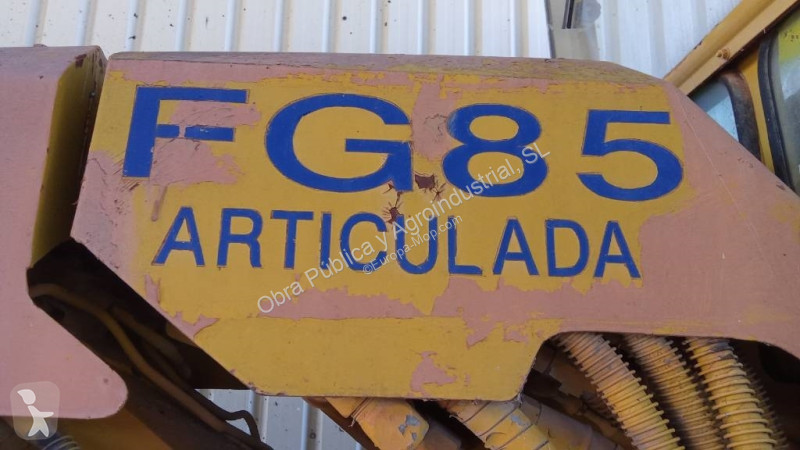 FG85
ARTICULADA
Obra Pública y Agroindustrial, SL
©Europa-Mop.com